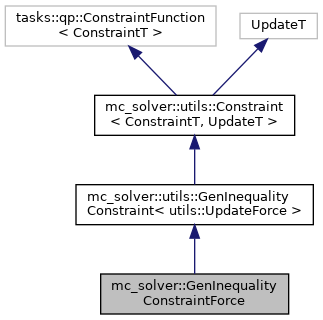 tasks::qp::ConstraintFunction
< ConstraintT >
UpdateT
mc_solver::utils::Constraint
< ConstraintT, UpdateT >
mc_solver::utils::GenInequality
Constraint< utils::UpdateForce >
mc_solver::GenInequality
ConstraintForce